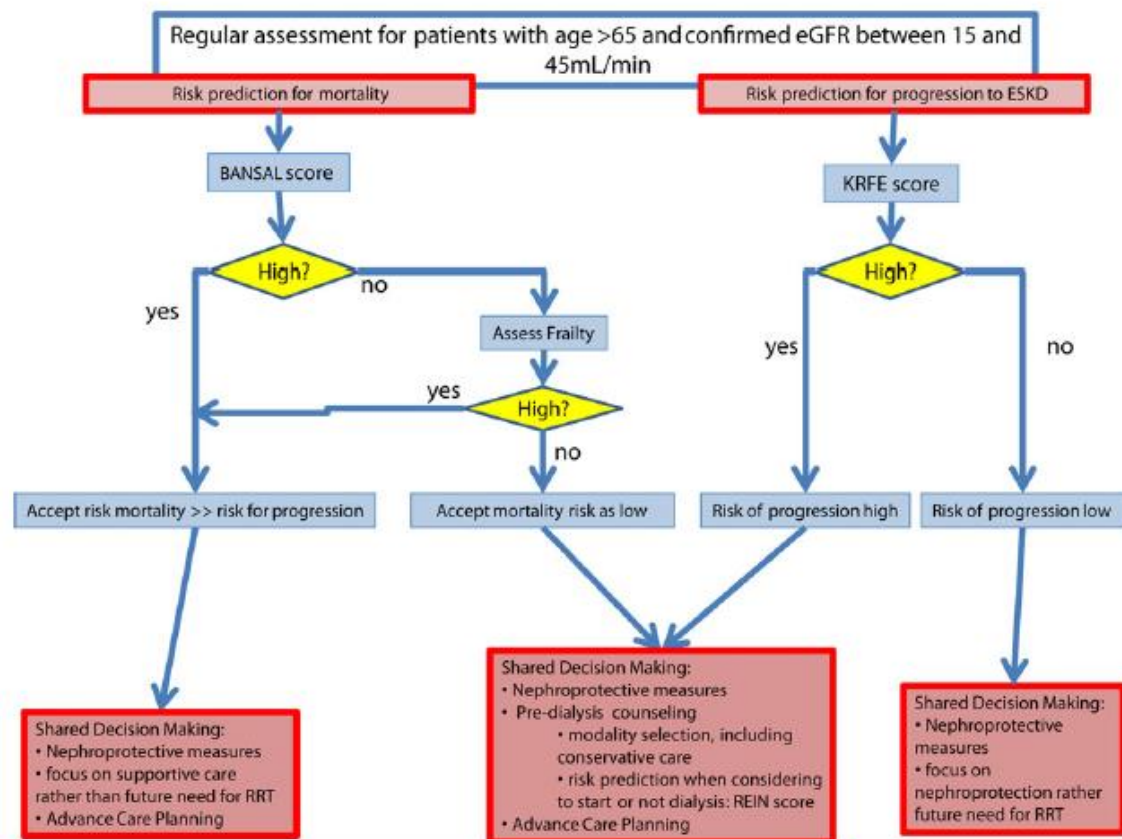 Regular assessment for patients with age >65 and confirmed eGFR between 15 and
45mL/min
Risk prediction for mortality
Risk prediction for progression to ESKD
BANSAL score
KRFE score
High?
High?
no
yes
Assess Frailty
yes
no
yes
High?
no
Accept risk mortality >> risk for progression
Accept mortality risk as low
Risk of progression high
Risk of progression low
Shared Decision Making:
• Nephroprotective measures
• focus on supportive care
rather than future need for RRT
• Advance Care Planning
Shared Decision Making:
• Nephroprotective measures
• Pre-dialysis counseling
• modality selection, including
conservative care
• risk prediction when considering
to start or not dialysis: REIN score
• Advance Care Planning
Shared Decision Making:
• Nephroprotective
measures
• focus on
nephroprotection rather
future need for RRT